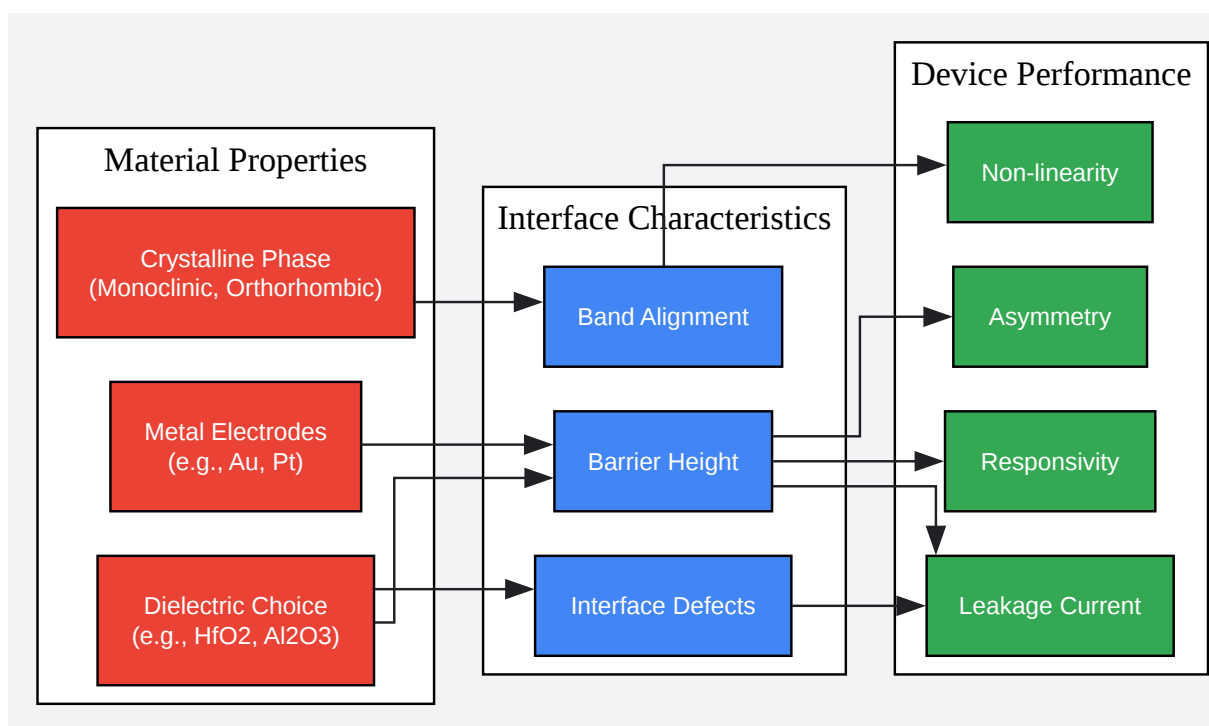 Material Properties
Crystalline Phase
(Monoclinic, Orthorhombic)
Metal Electrodes
(e.g., Au, Pt)
Dielectric Choice
(e.g., HfO2, Al2O3)
Interface Characteristics
Band Alignment
Barrier Height
Interface Defects
Device Performance
Non-linearity
Asymmetry
Responsivity
Leakage Current